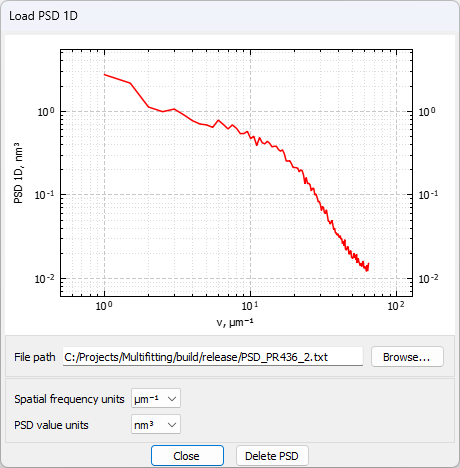 Load PSD 1D
PSD 1D, nm³
10⁰
10⁻¹
10⁻²
10⁰
10⁻¹
10⁻²
10⁰
10¹
10²
ν, μm⁻¹
File path
C:/Projects/Multifitting/build/release/PSD_PR436_2.txt
Browse...
Spatial frequency units
μm⁻¹
PSD value units
nm³
Close
Delete PSD